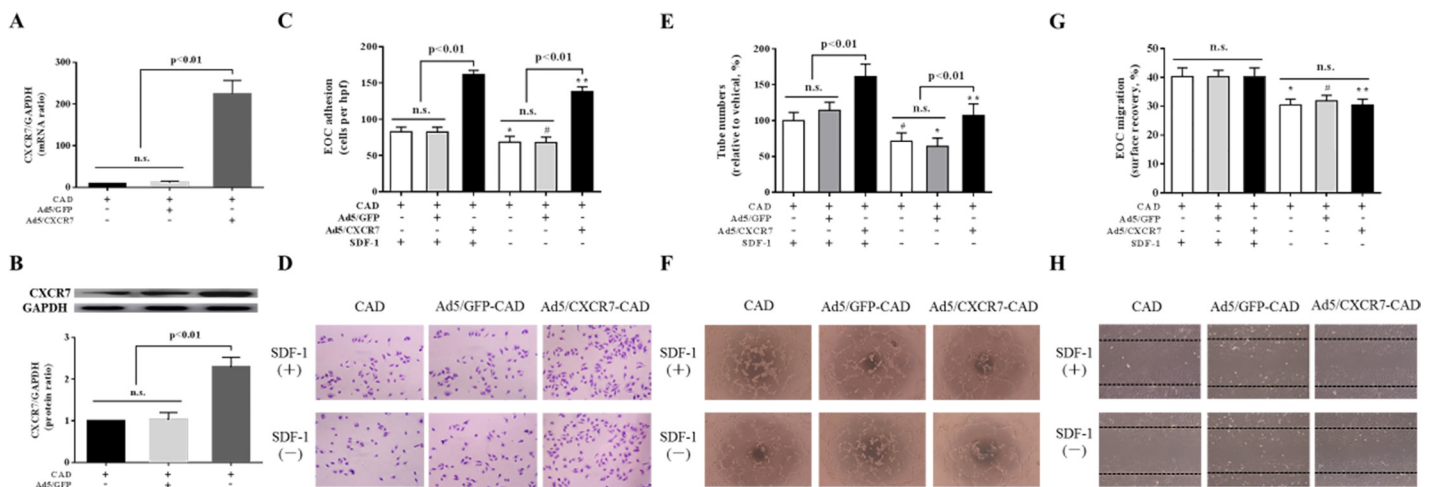 A
CXCR7/GAPDH
(mRNA ratio)
300
200
100
0
p<0.01
n.s.
CAD + + +
Ad5/GFP - + -
Ad5/CXCR7 - - +
B
CXCR7
GAPDH
CXCR7/GAPDH
(protein ratio)
3
2
1
0
p<0.01
n.s.
CAD + + +
Ad5/GFP - + -
C
EOC adhesion
(cells per hpf)
200
150
100
50
0
p<0.01
p<0.01
n.s.
n.s.
* # **
CAD + + + + + +
Ad5/GFP - + - - + -
Ad5/CXCR7 - - + - - +
SDF-1 + + + - - -
D
CAD Ad5/GFP-CAD Ad5/CXCR7-CAD
SDF-1
(+)
SDF-1
(−)
E
Tube numbers
(relative to vehical, %)
200
150
100
50
0
p<0.01
p<0.01
n.s.
n.s.
# * **
CAD + + + + + +
Ad5/GFP - + - - + -
Ad5/CXCR7 - - + - - +
SDF-1 + + + - - -
F
CAD Ad5/GFP-CAD Ad5/CXCR7-CAD
SDF-1
(+)
SDF-1
(−)
G
EOC migration
(surface recovery, %)
50
40
30
20
10
0
n.s.
n.s.
* # **
CAD + + + + + +
Ad5/GFP - + - - + -
Ad5/CXCR7 - - + - - +
SDF-1 + + + - - -
H
CAD Ad5/GFP-CAD Ad5/CXCR7-CAD
SDF-1
(+)
SDF-1
(−)